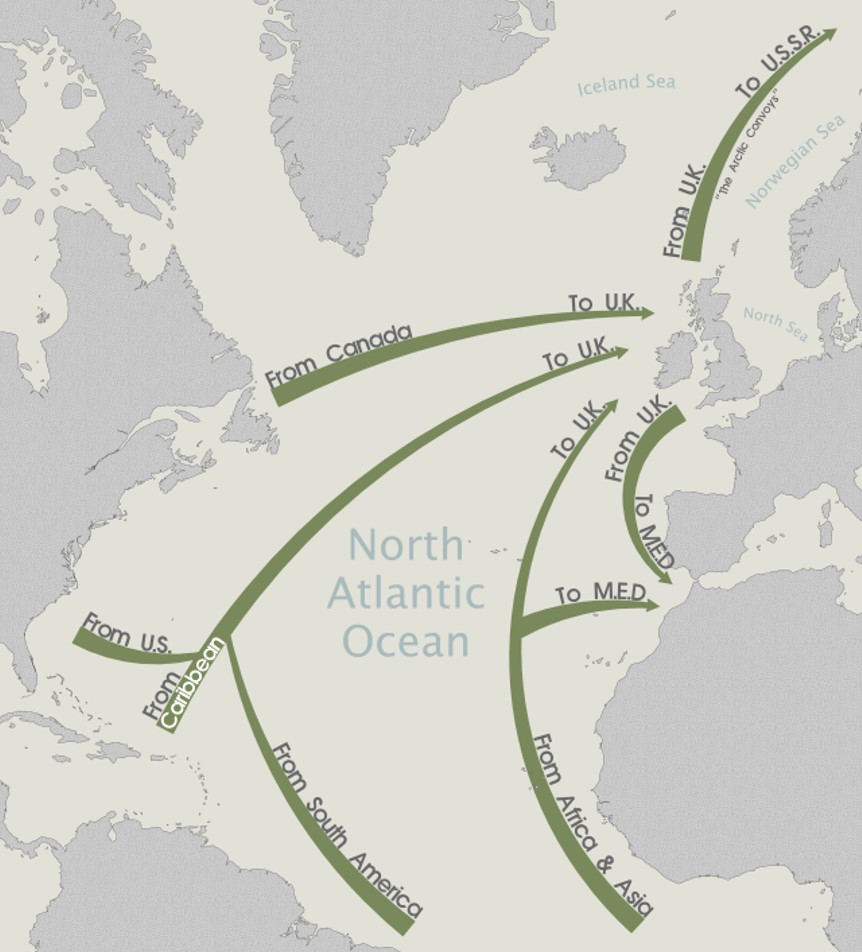 Iceland Sea
To U.S.S.R.
"The Arctic Convoys"
Norwegian Sea
From U.K.
North Sea
To U.K.
From Canada
To U.K.
To U.K.
From U.K.
To MED
North
Atlantic
Ocean
To M.E.D
From U.S.
From
Caribbean
From South America
From Africa & Asia